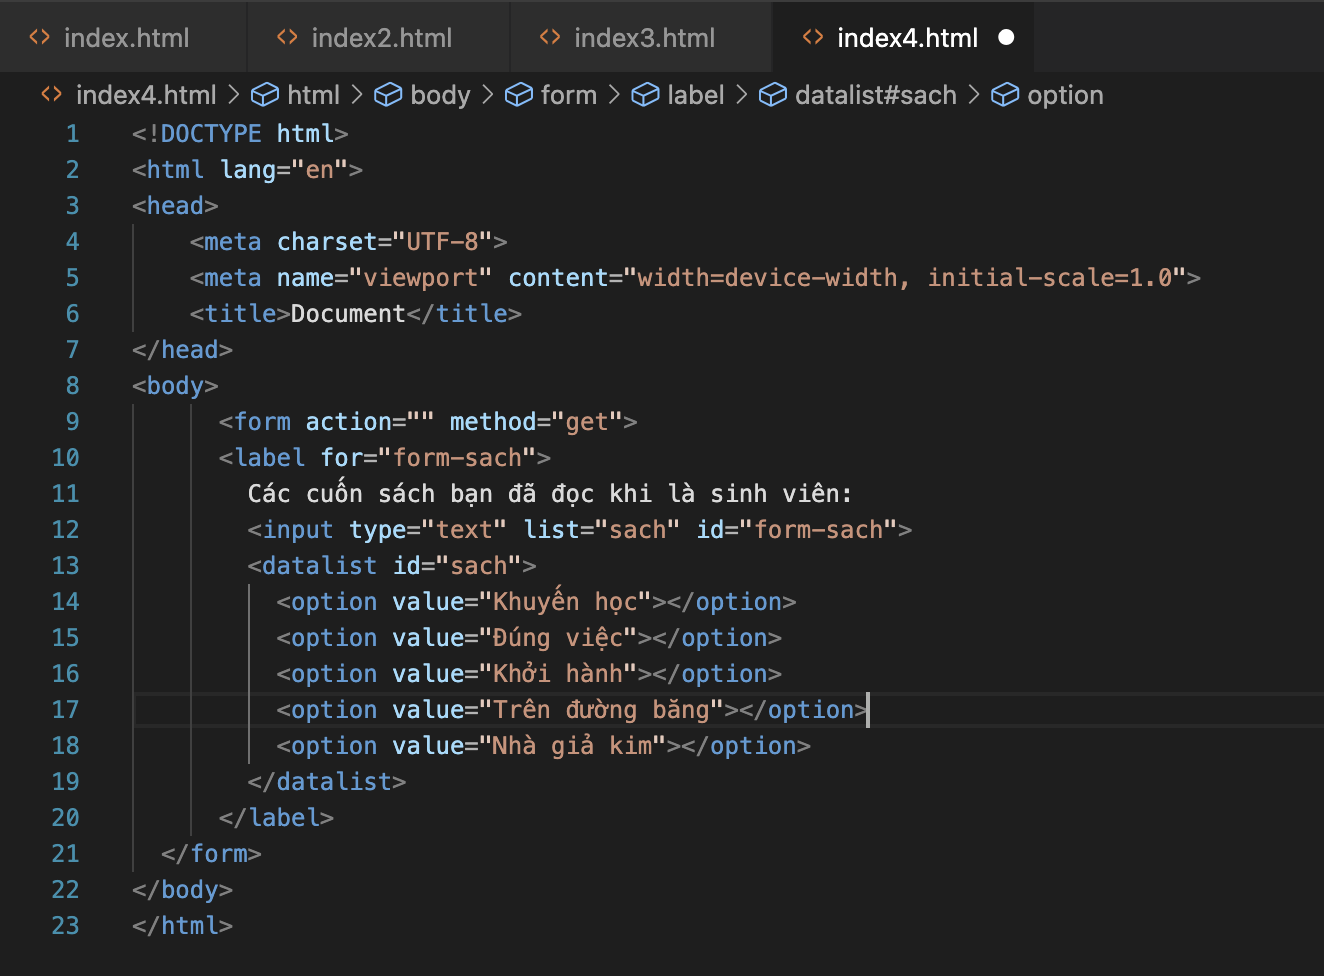 index.html index2.html index3.html index4.html
index4.html > html > body > form > label > datalist#sach > option
1 <!DOCTYPE html>
2 <html lang="en">
3 <head>
4 <meta charset="UTF-8">
5 <meta name="viewport" content="width=device-width, initial-scale=1.0">
6 <title>Document</title>
7 </head>
8 <body>
9 <form action="" method="get">
10 <label for="form-sach">
11 Các cuốn sách bạn đã đọc khi là sinh viên:
12 <input type="text" list="sach" id="form-sach">
13 <datalist id="sach">
14 <option value="Khuyến học"></option>
15 <option value="Đúng việc"></option>
16 <option value="Khởi hành"></option>
17 <option value="Trên đường băng"></option>
18 <option value="Nhà giả kim"></option>
19 </datalist>
20 </label>
21 </form>
22 </body>
23 </html>